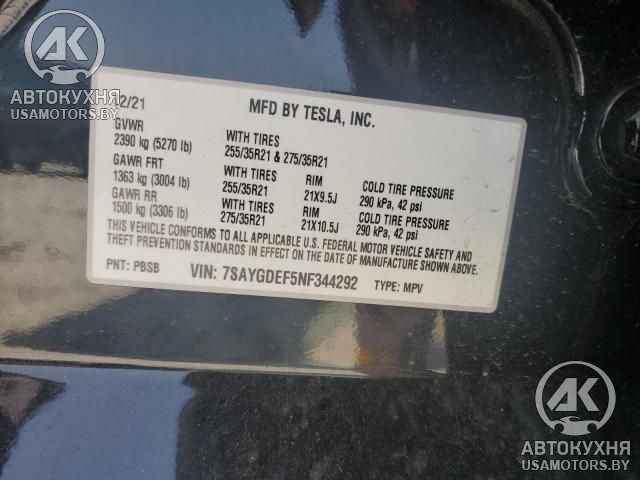 AK
АВТОКУХНЯ
USAMOTORS.BY
12/21
MFD BY TESLA, INC.
GVWR
2390 kg (5270 lb)
WITH TIRES
255/35R21 & 275/35R21
GAWR FRT
1363 kg (3004 lb)
WITH TIRES
255/35R21
RIM
21X9.5J
COLD TIRE PRESSURE
290 kPa, 42 psi
GAWR RR
1500 kg (3306 lb)
WITH TIRES
275/35R21
RIM
21X10.5J
COLD TIRE PRESSURE
290 kPa, 42 psi
THIS VEHICLE CONFORMS TO ALL APPLICABLE U.S. FEDERAL MOTOR VEHICLE SAFETY AND
THEFT PREVENTION STANDARDS IN EFFECT ON THE DATE OF MANUFACTURE SHOWN ABOVE.
PNT: PBSB
VIN: 7SAYGDEF5NF344292
TYPE: MPV
AK
АВТОКУХНЯ
USAMOTORS.BY